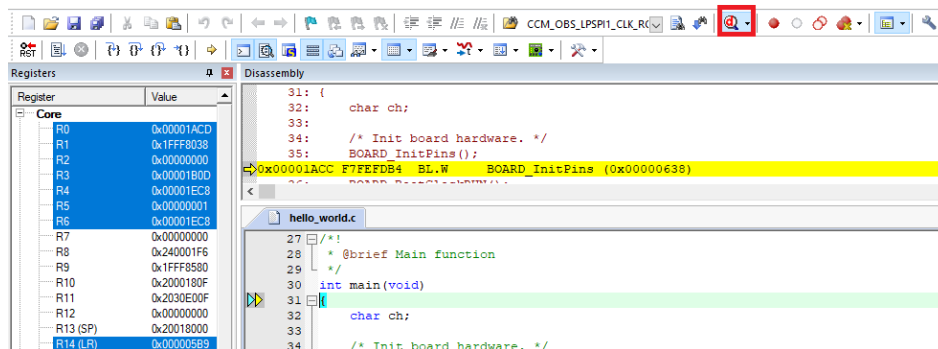 CCM_OBS_LPSPI1_CLK_RO
RST
Registers
Register Value
Core
R0 0x00001ACD
R1 0x1FFF8038
R2 0x00000000
R3 0x00001B0D
R4 0x00001EC8
R5 0x00000001
R6 0x00001EC8
R7 0x00000000
R8 0x240001F6
R9 0x1FFF8580
R10 0x2000180F
R11 0x2030E00F
R12 0x00000000
R13 (SP) 0x20018000
R14 (LR) 0x000005B9
Disassembly
31: {
32: char ch;
33:
34: /* Init board hardware. */
35: BOARD_InitPins();
0x00001ACC F7FEFDB4 BL.W BOARD_InitPins (0x00000638)
hello_world.c
27 /*!
28 * @brief Main function
29 */
30 int main(void)
31 {
32 char ch;
33
34 /* Init board hardware. */